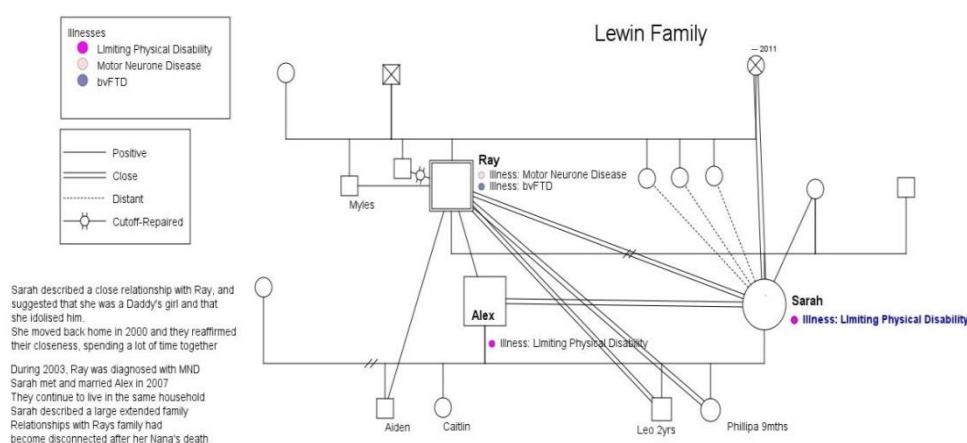 Lewin Family
Illnesses
LImiting Physical Disability
Motor Neurone Disease
bvFTD
Positive
Close
Distant
Cutoff-Repaired
— 2011
Ray
Illness: Motor Neurone Disease
Illness: bvFTD
Myles
Alex
Illness: LImiting Physical Disability
Sarah
Illness: LImiting Physical Disability
Aiden
Caitlin
Leo 2yrs
Phillipa 9mths
Sarah described a close relationship with Ray, and
suggested that she was a Daddy's girl and that
she idolised him.
She moved back home in 2000 and they reaffirmed
their closeness, spending a lot of time together
During 2003, Ray was diagnosed with MND
Sarah met and married Alex in 2007
They continue to live in the same household
Sarah described a large extended family
Relationships with Rays family had
become disconnected after her Nana's death